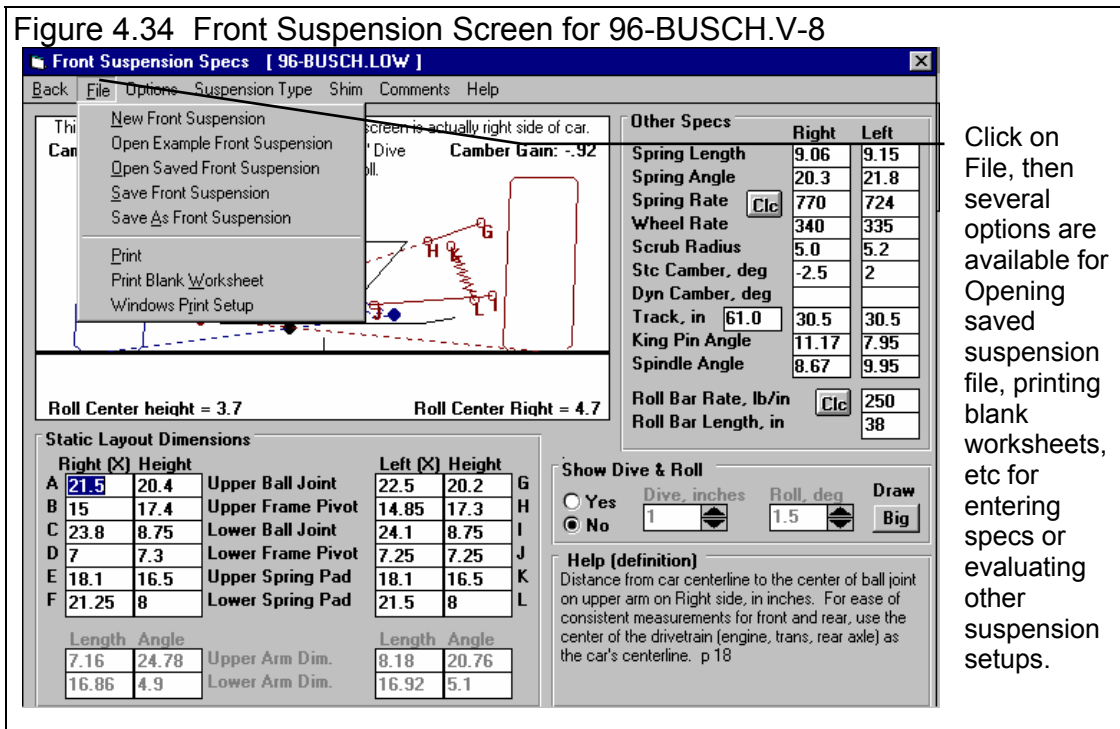 Figure 4.34 Front Suspension Screen for 96-BUSCH.V-8
Front Suspension Specs [ 96-BUSCH.LOW ]
Back File Options Suspension Type Shim Comments Help
New Front Suspension
Open Example Front Suspension
Open Saved Front Suspension
Save Front Suspension
Save As Front Suspension
Print
Print Blank Worksheet
Windows Print Setup
Thi screen is actually right side of car.
Can ' Dive Camber Gain: -.92
oll.
G
H K
J L I
Roll Center height = 3.7 Roll Center Right = 4.7
Other Specs
Right Left
Spring Length 9.06 9.15
Spring Angle 20.3 21.8
Spring Rate Clc 770 724
Wheel Rate 340 335
Scrub Radius 5.0 5.2
Stc Camber, deg -2.5 2
Dyn Camber, deg
Track, in 61.0 30.5 30.5
King Pin Angle 11.17 7.95
Spindle Angle 8.67 9.95
Roll Bar Rate, lb/in Clc 250
Roll Bar Length, in 38
Static Layout Dimensions
Right (X) Height Left (X) Height
A 21.5 20.4 Upper Ball Joint 22.5 20.2 G
B 15 17.4 Upper Frame Pivot 14.85 17.3 H
C 23.8 8.75 Lower Ball Joint 24.1 8.75 I
D 7 7.3 Lower Frame Pivot 7.25 7.25 J
E 18.1 16.5 Upper Spring Pad 18.1 16.5 K
F 21.25 8 Lower Spring Pad 21.5 8 L
Length Angle Length Angle
7.16 24.78 Upper Arm Dim. 8.18 20.76
16.86 4.9 Lower Arm Dim. 16.92 5.1
Show Dive & Roll
Yes Dive, inches Roll, deg Draw
No 1 1.5 Big
Help (definition)
Distance from car centerline to the center of ball joint
on upper arm on Right side, in inches. For ease of
consistent measurements for front and rear, use the
center of the drivetrain (engine, trans, rear axle) as
the car's centerline. p 18
Click on
File, then
several
options are
available for
Opening
saved
suspension
file, printing
blank
worksheets,
etc for
entering
specs or
evaluating
other
suspension
setups.